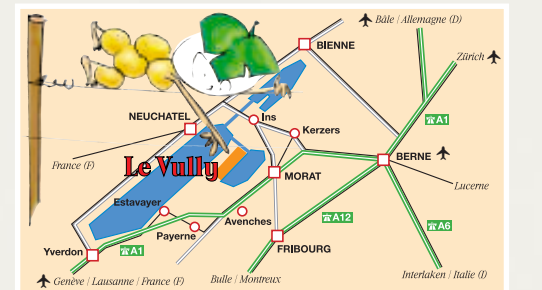 Bâle / Allemagne (D)
BIENNE
Zürich
NEUCHATEL
Ins
A1
Kerzers
France (F)
Le Vully
BERNE
MORAT
Lucerne
Estavayer
Avenches
A12
Payerne
A6
Yverdon
A1
FRIBOURG
Genève / Lausanne / France (F)
Bulle / Montreux
Interlaken / Italie (I)